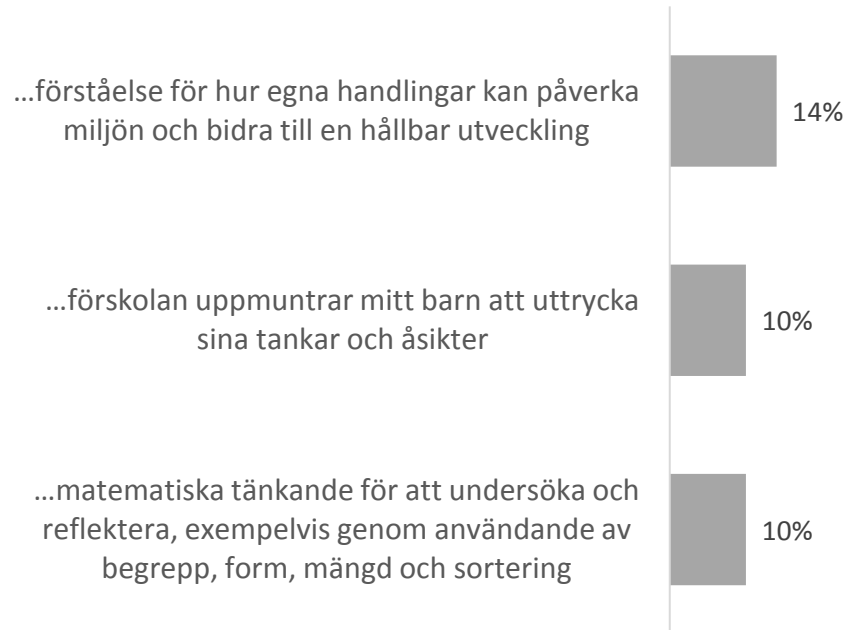 …förståelse för hur egna handlingar kan påverka
miljön och bidra till en hållbar utveckling
14%
…förskolan uppmuntrar mitt barn att uttrycka
sina tankar och åsikter
10%
…matematiska tänkande för att undersöka och
reflektera, exempelvis genom användande av
begrepp, form, mängd och sortering
10%